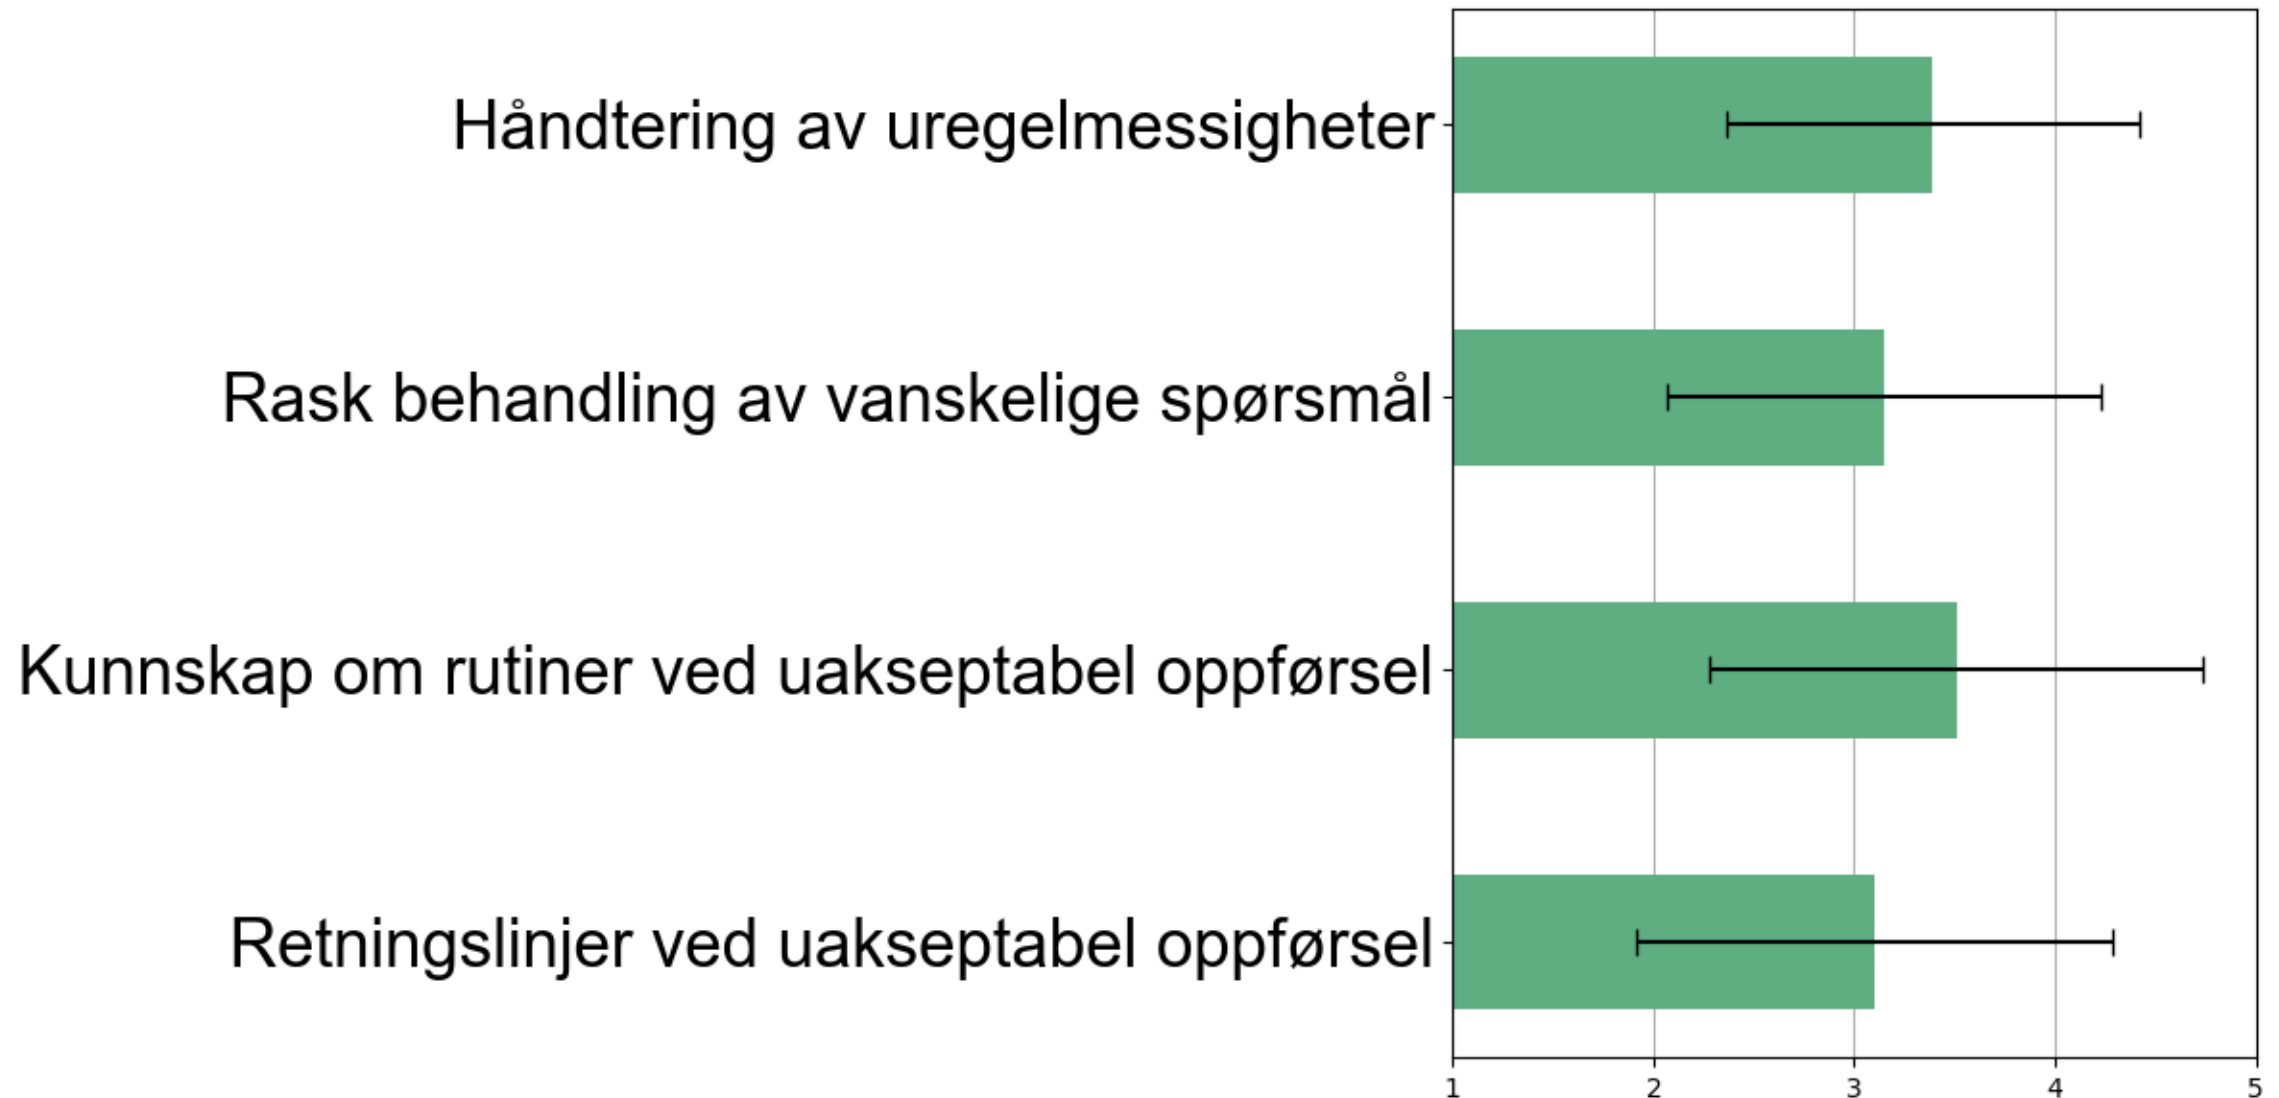 Håndtering av uregelmessigheter
Rask behandling av vanskelige spørsmål
Kunnskap om rutiner ved uakseptabel oppførsel
Retningslinjer ved uakseptabel oppførsel
1 2 3 4 5